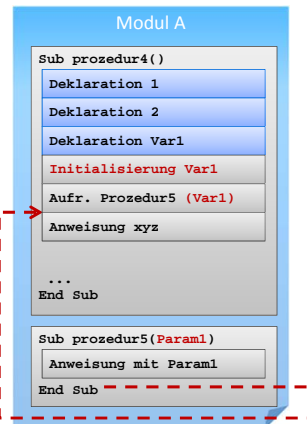 Modul A
Sub prozedur4()
Deklaration 1
Deklaration 2
Deklaration Var1
Initialisierung Var1
Aufr. Prozedur5 (Var1)
Anweisung xyz
...
End Sub
Sub prozedur5(Param1)
Anweisung mit Param1
End Sub